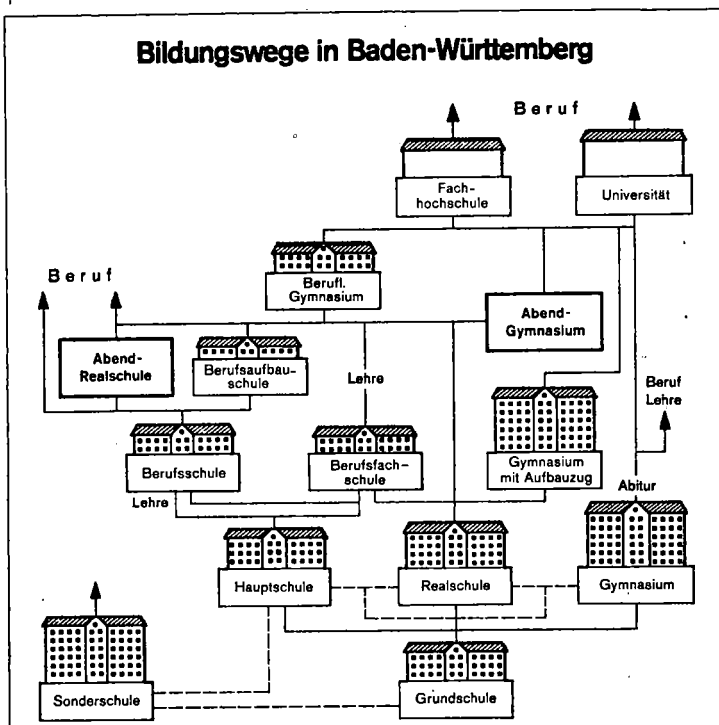 Bildungswege in Baden-Württemberg
Beruf
Fach-
hochschule
Universität
Beruf
Berufl.
Gymnasium
Abend-
Gymnasium
Abend-
Realschule
Berufsaufbau-
schule
Lehre
Beruf
Lehre
Berufsschule
Berufsfach-
schule
Gymnasium
mit Aufbauzug
Lehre
Abitur
Hauptschule
Realschule
Gymnasium
Sonderschule
Grundschule